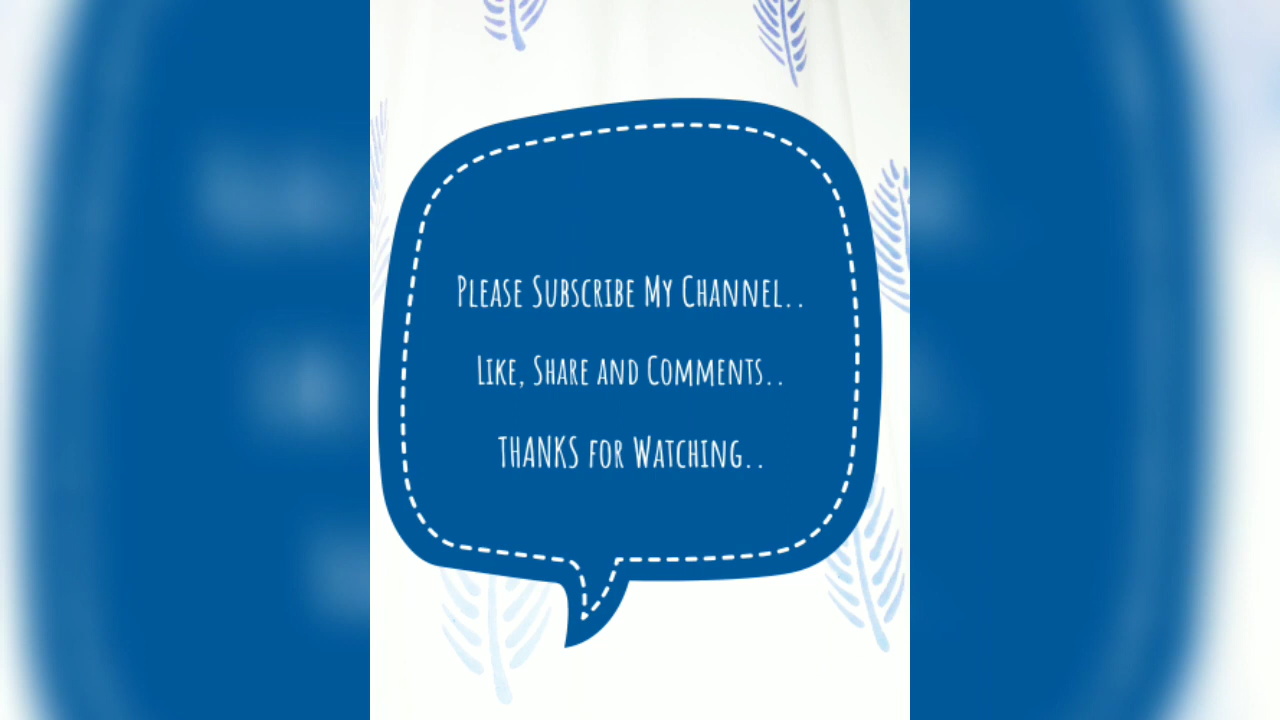 Please Subscribe My Channel..
Like, Share and Comments..
THANKS for Watching..